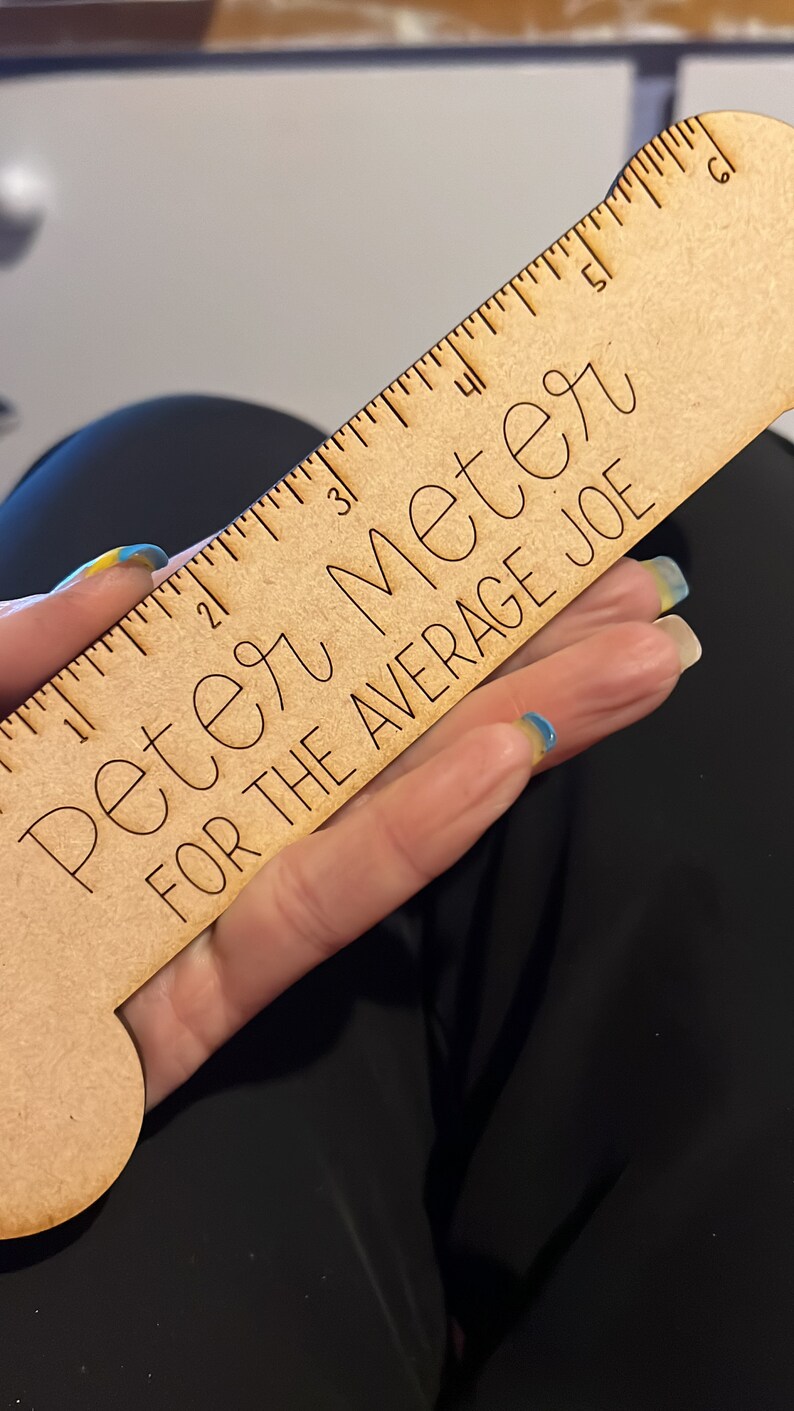 1 2 3 4 5 6
Peter Meter
FOR THE AVERAGE JOE